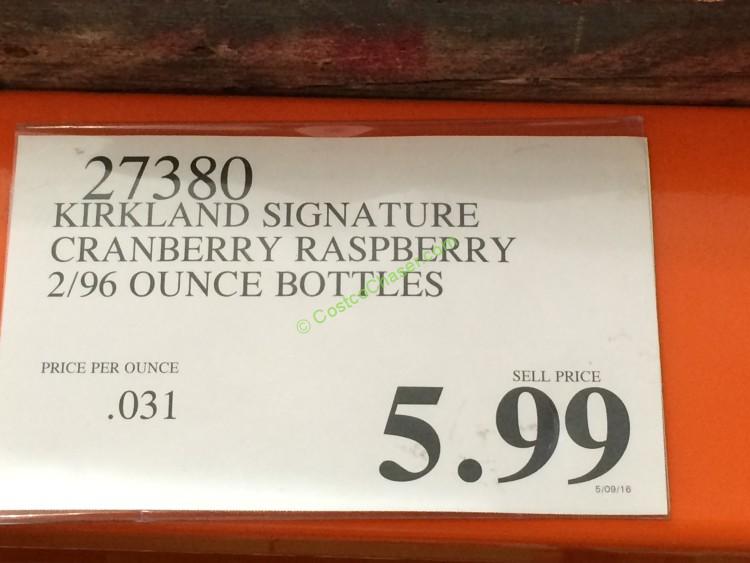 27380
KIRKLAND SIGNATURE
CRANBERRY RASPBERRY
2/96 OUNCE BOTTLES
© CostcoChaser.com
PRICE PER OUNCE
.031
SELL PRICE
5.99
5/09/16